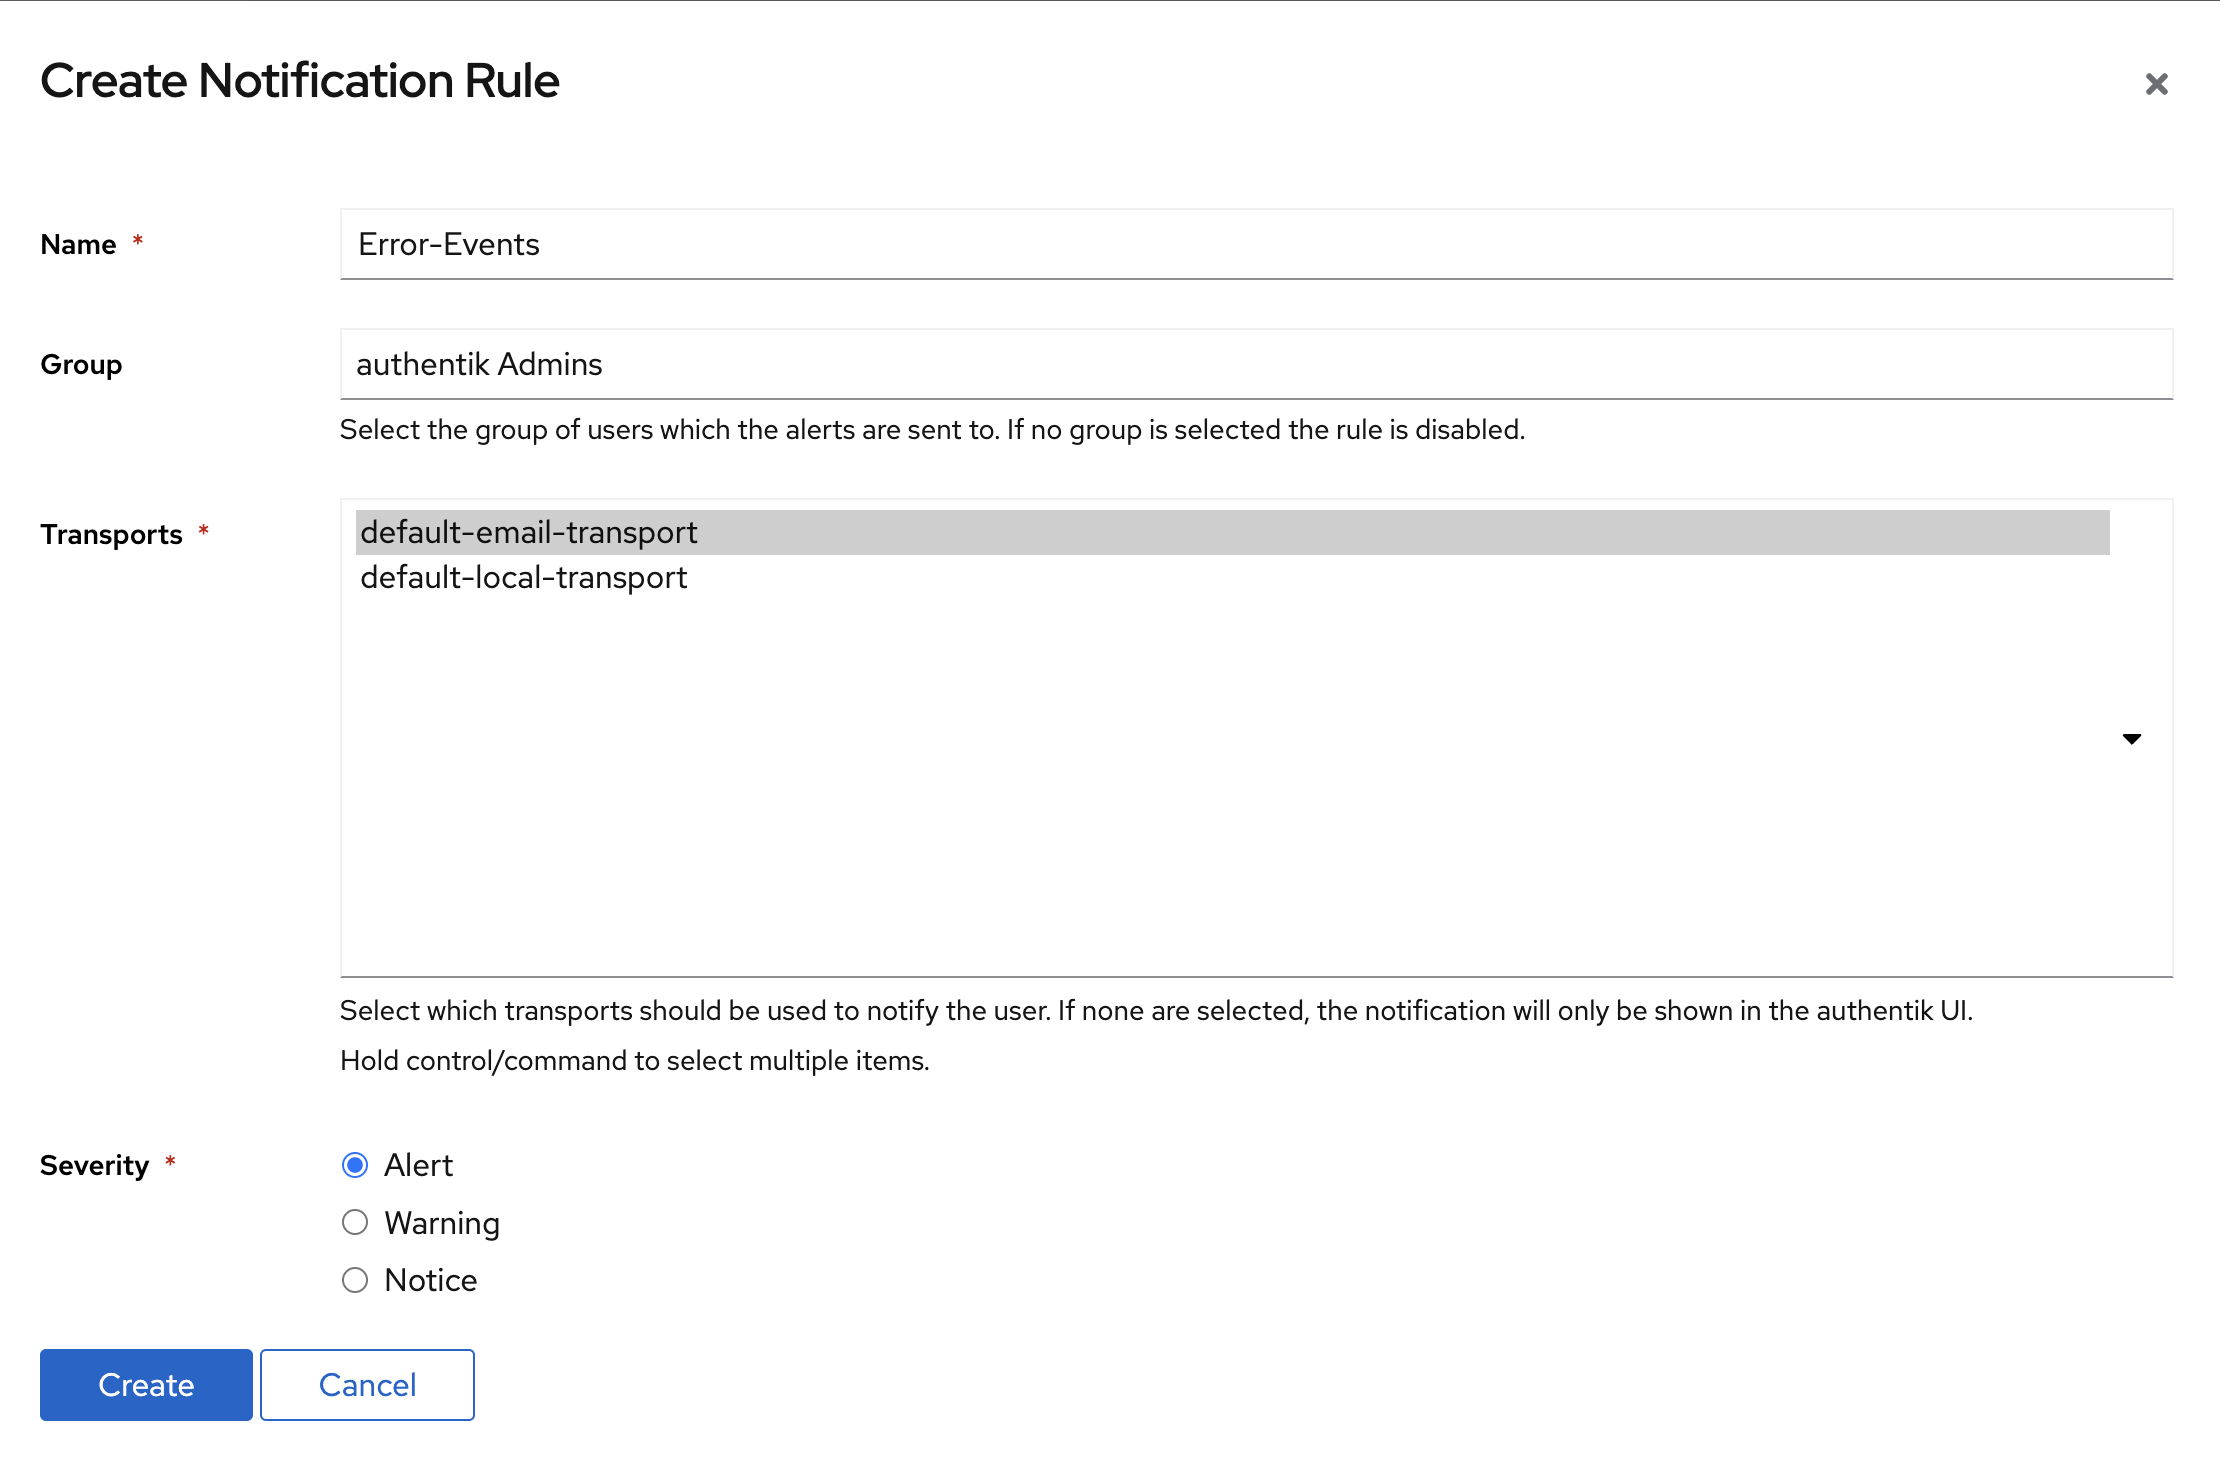 Create Notification Rule
Name *
Error-Events
Group
authentik Admins
Select the group of users which the alerts are sent to. If no group is selected the rule is disabled.
Transports *
default-email-transport
default-local-transport
Select which transports should be used to notify the user. If none are selected, the notification will only be shown in the authentik UI.
Hold control/command to select multiple items.
Severity *
Alert
Warning
Notice
Create
Cancel